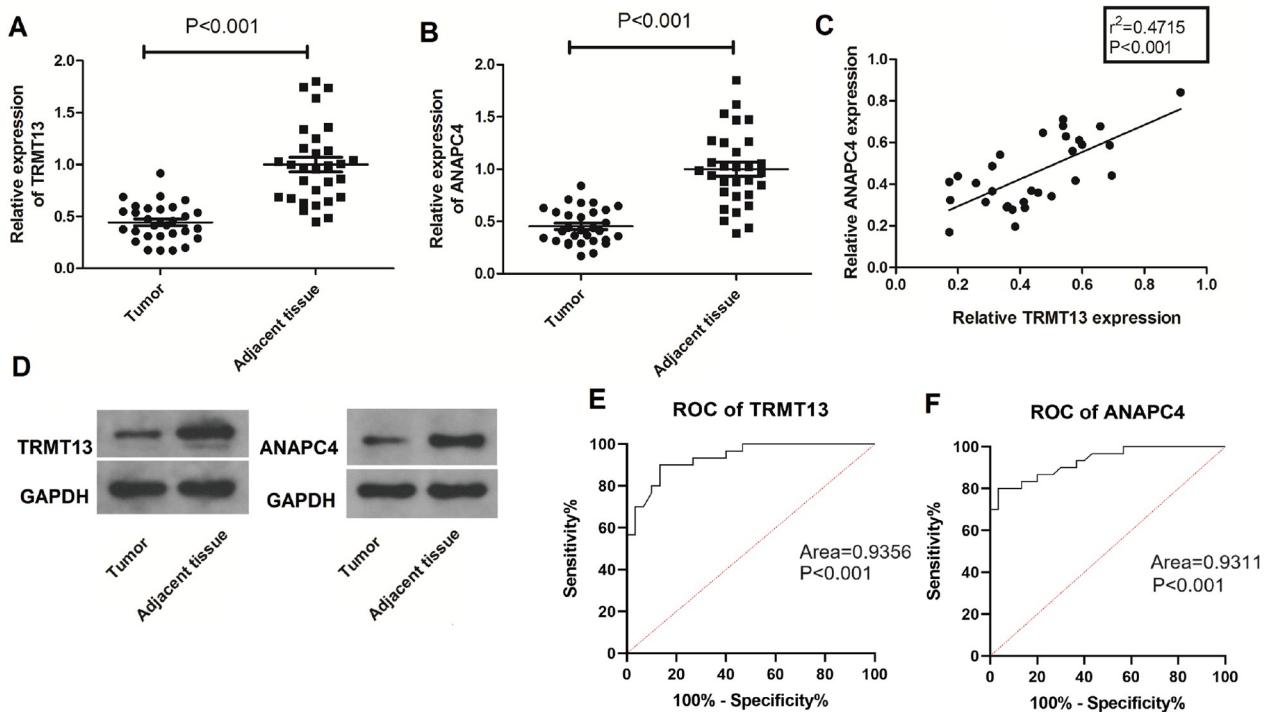 A
P<0.001
Relative expression
of TRMT13
2.0
1.5
1.0
0.5
0.0
Tumor
Adjacent tissue
B
P<0.001
Relative expression
of ANAPC4
2.0
1.5
1.0
0.5
0.0
Tumor
Adjacent tissue
C
r²=0.4715
P<0.001
Relative ANAPC4 expression
1.0
0.8
0.6
0.4
0.2
0.0
0.0 0.2 0.4 0.6 0.8 1.0
Relative TRMT13 expression
D
TRMT13
GAPDH
Tumor
Adjacent tissue
ANAPC4
GAPDH
Tumor
Adjacent tissue
E
ROC of TRMT13
Sensitivity%
100
80
60
40
20
0
Area=0.9356
P<0.001
0 20 40 60 80 100
100% - Specificity%
F
ROC of ANAPC4
Sensitivity%
100
80
60
40
20
0
Area=0.9311
P<0.001
0 20 40 60 80 100
100% - Specificity%